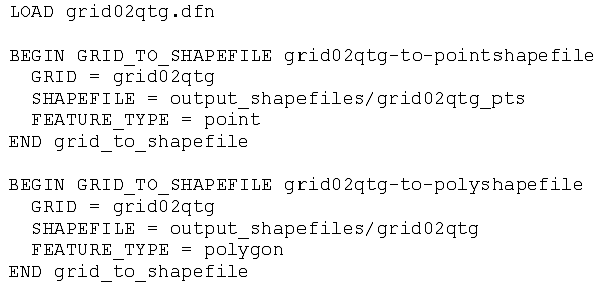 LOAD grid02qtg.dfn

BEGIN GRID_TO_SHAPEFILE grid02qtg-to-pointshapefile
  GRID = grid02qtg
  SHAPEFILE = output_shapefiles/grid02qtg_pts
  FEATURE_TYPE = point
END grid_to_shapefile

BEGIN GRID_TO_SHAPEFILE grid02qtg-to-polyshapefile
  GRID = grid02qtg
  SHAPEFILE = output_shapefiles/grid02qtg
  FEATURE_TYPE = polygon
END grid_to_shapefile